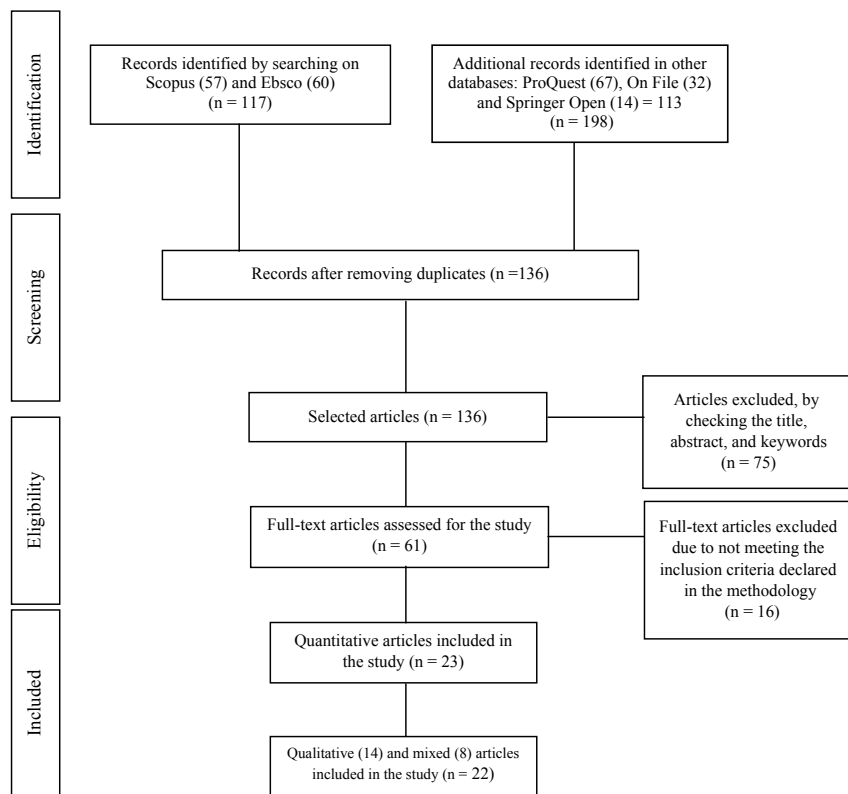 Identification
Records identified by searching on
Scopus (57) and Ebsco (60)
(n = 117)
Additional records identified in other
databases: ProQuest (67), On File (32)
and Springer Open (14) = 113
(n = 198)
Screening
Records after removing duplicates (n =136)
Selected articles (n = 136)
Articles excluded, by
checking the title,
abstract, and keywords
(n = 75)
Eligibility
Full-text articles assessed for the study
(n = 61)
Full-text articles excluded
due to not meeting the
inclusion criteria declared
in the methodology
(n = 16)
Included
Quantitative articles included in
the study (n = 23)
Qualitative (14) and mixed (8) articles
included in the study (n = 22)